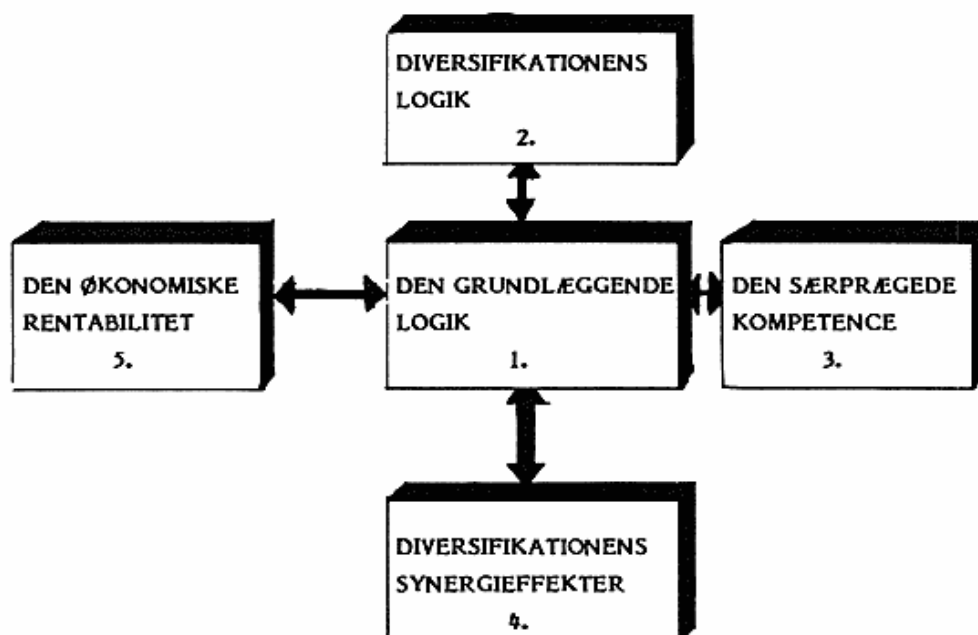 DIVERSIFIKATIONENS
LOGIK
2.
DEN ØKONOMISKE
RENTABILITET
5.
DEN GRUNDLÆGGENDE
LOGIK
1.
DEN SÆRPRÆGEDE
KOMPETENCE
3.
DIVERSIFIKATIONENS
SYNERGIEFFEKTER
4.